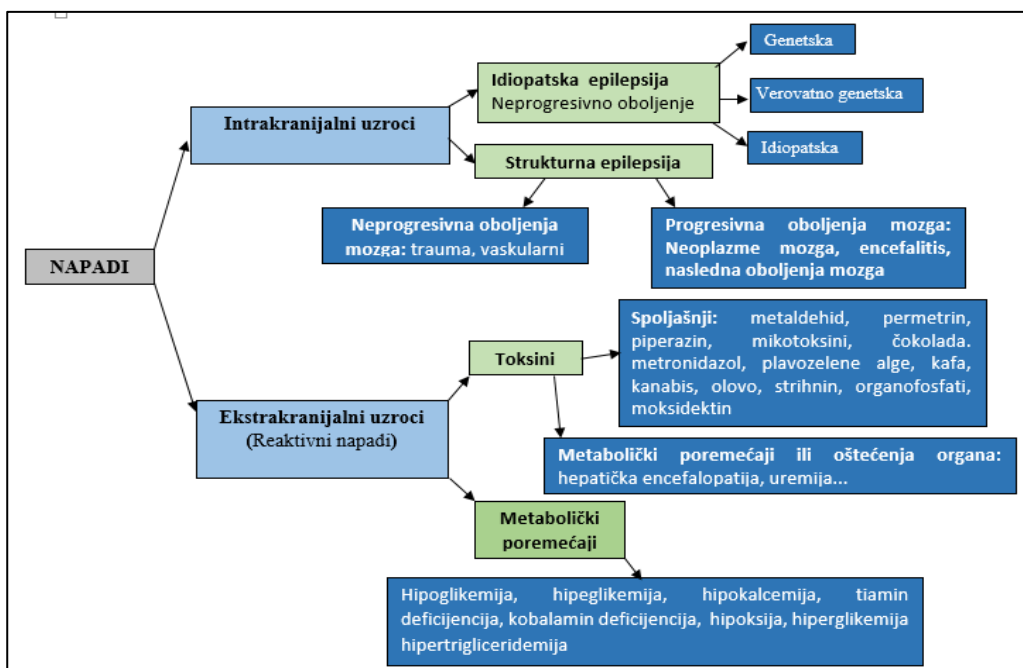 NAPADI
Intrakranijalni uzroci
Idiopatska epilepsija
Neprogresivno oboljenje
Genetska
Verovatno genetska
Idiopatska
Strukturna epilepsija
Neprogresivna oboljenja
mozga: trauma, vaskularni
Progresivna oboljenja mozga:
Neoplazme mozga, encefalitis,
nasledna oboljenja mozga
Ekstrakranijalni uzroci
(Reaktivni napadi)
Toksini
Spoljašnji: metaldehid, permetrin,
piperazin, mikotoksini, čokolada.
metronidazol, plavozelene alge, kafa,
kanabis, olovo, strihnin, organofosfati,
moksidektin
Metabolički poremećaji ili oštećenja organa:
hepatička encefalopatija, uremija...
Metabolički
poremećaji
Hipoglikemija, hipeglikemija, hipokalcemija, tiamin
deficijencija, kobalamin deficijencija, hipoksija, hiperglikemija
hipertrigliceridemija